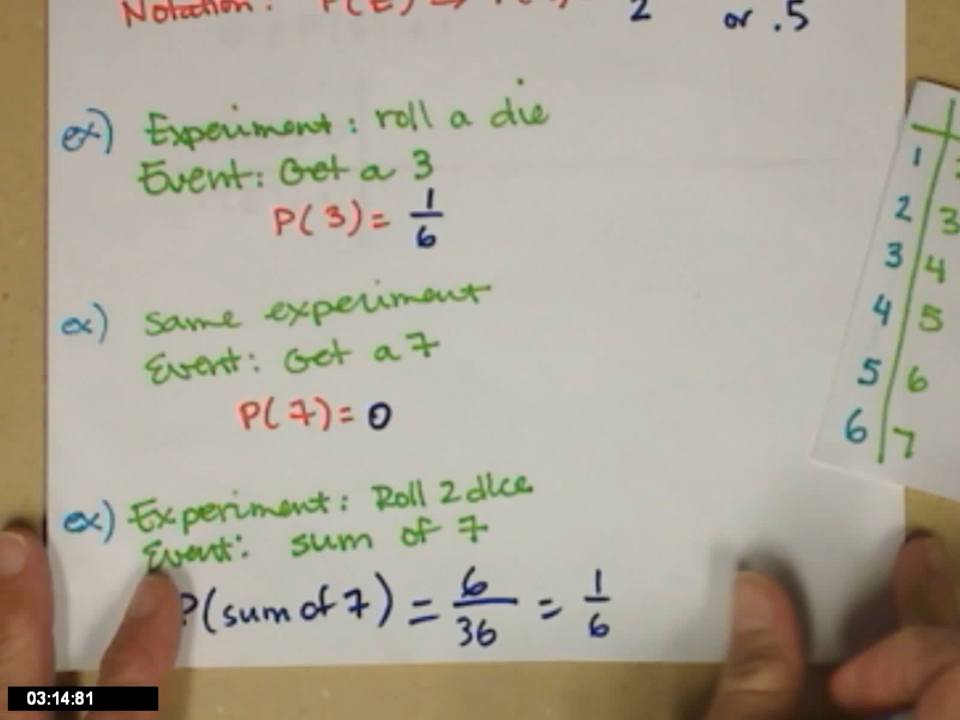 Notation: P(E) → 2 or .5
ex) Experiment: roll a die
Event: Get a 3
P(3) = 1/6
ex) same experiment
Event: Get a 7
P(7) = 0
ex) Experiment: Roll 2 dice
Event: sum of 7
P(sum of 7) = 6/36 = 1/6
1
2 3
3 4
4 5
5 6
6 7
03:14:81